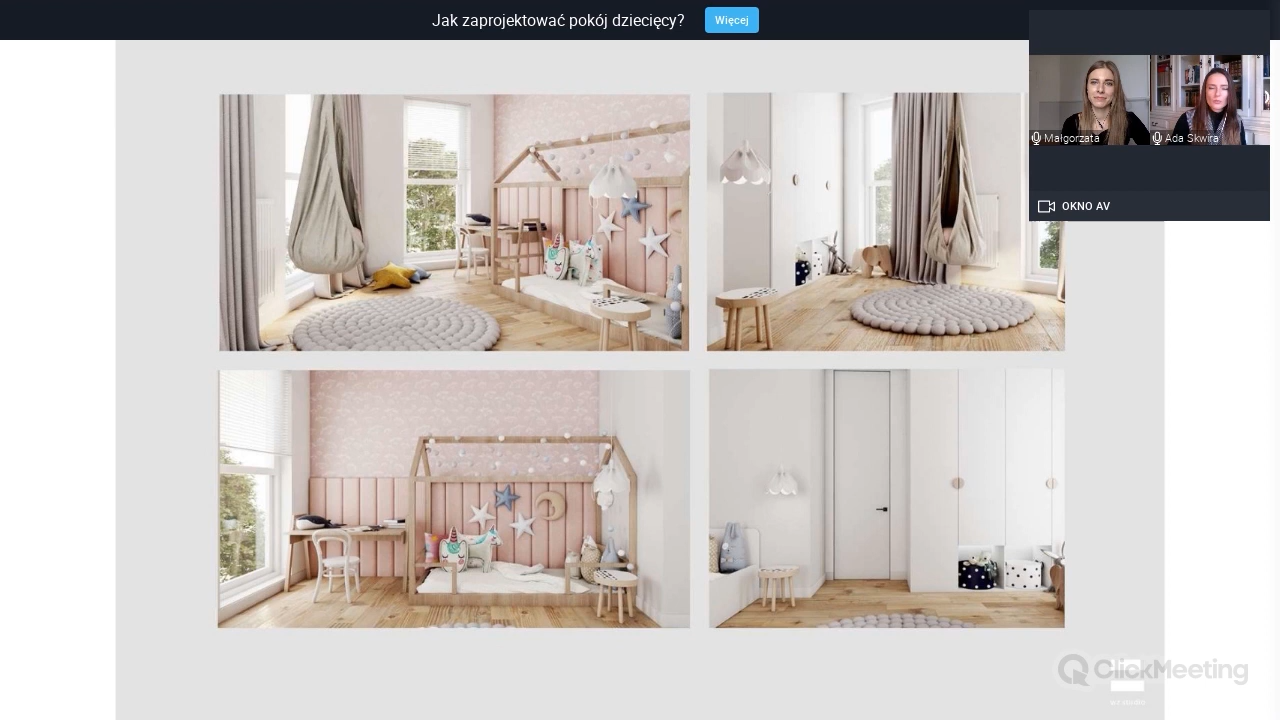 Jak zaprojektować pokój dziecięcy?
Więcej
Małgorzata
Ada Skwira
OKNO AV
ClickMeeting